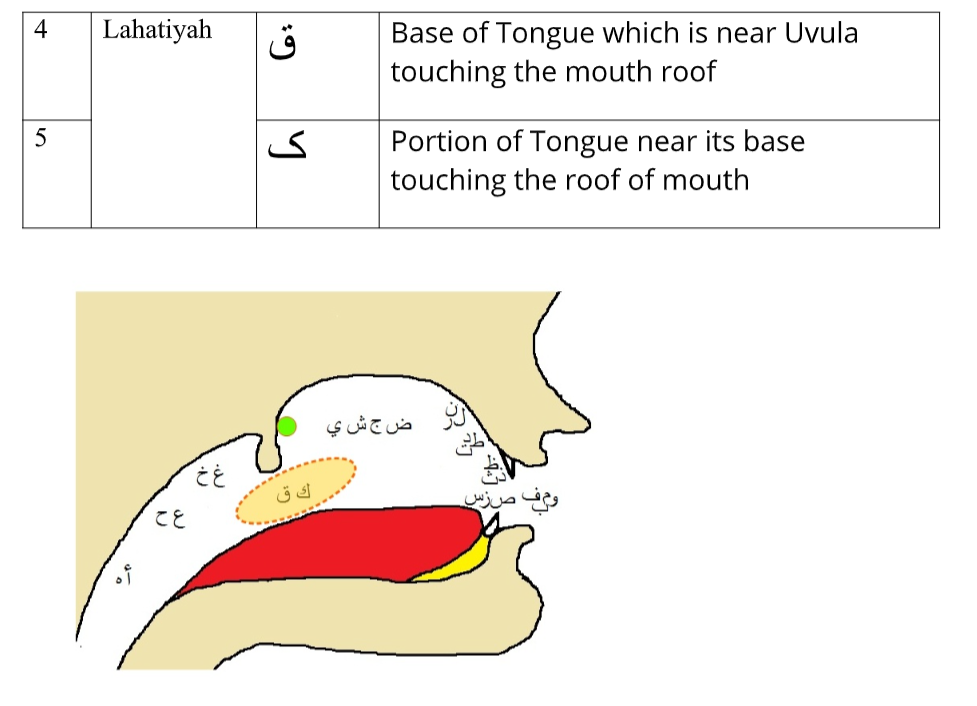 4 Lahatiyah ق Base of Tongue which is near Uvula
touching the mouth roof
5 ک Portion of Tongue near its base
touching the roof of mouth
ض ج ش ي
ل ن ر
ط د ت
ظ ذ ث
ص ز س
و م ف ب
غ خ
ك ق
ع ح
أ ه